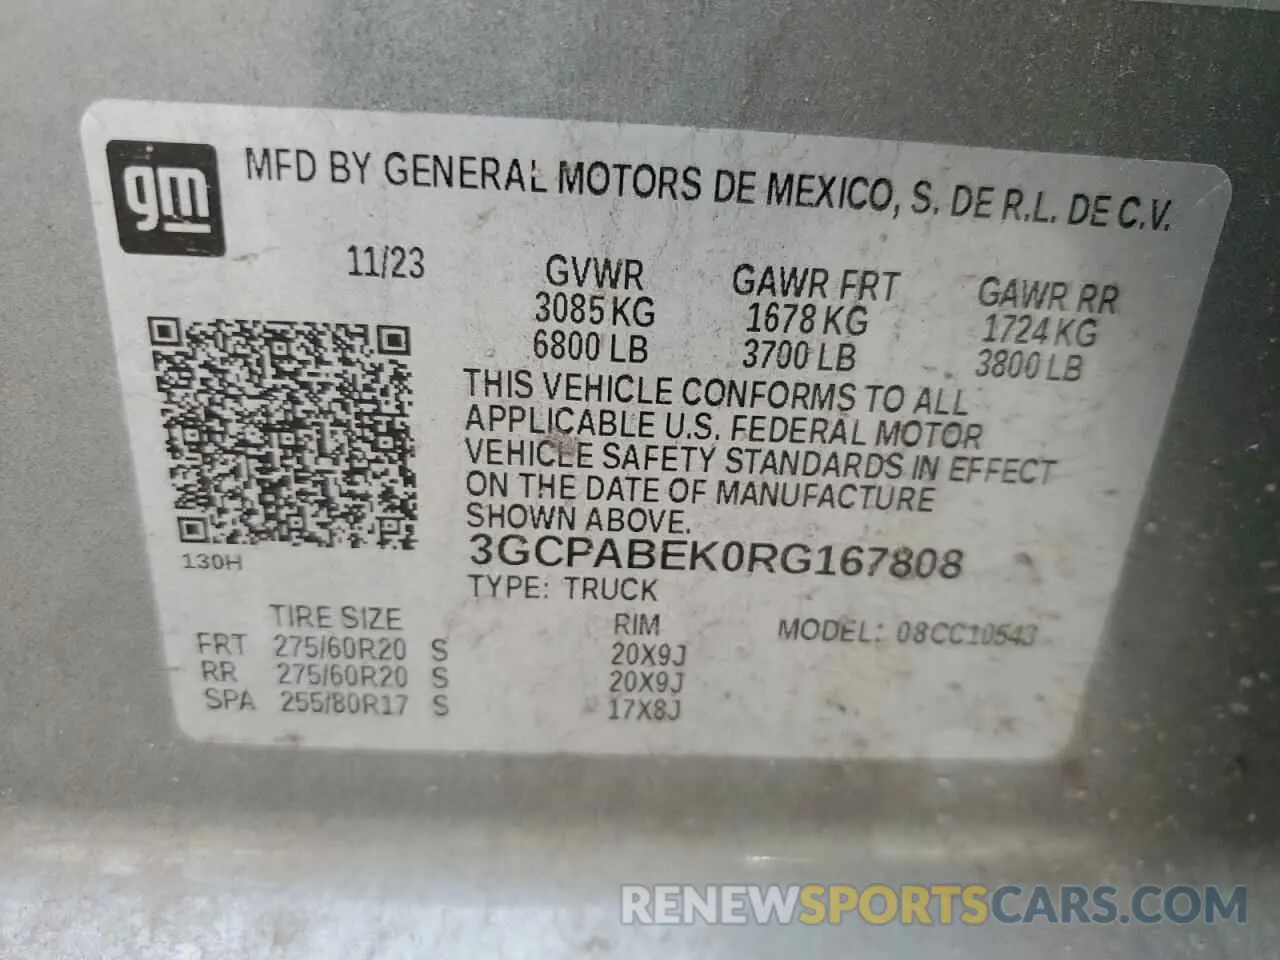 gm
MFD BY GENERAL MOTORS DE MEXICO, S. DE R.L. DE C.V.
11/23
GVWR GAWR FRT GAWR RR
3085 KG 1678 KG 1724 KG
6800 LB 3700 LB 3800 LB
THIS VEHICLE CONFORMS TO ALL
APPLICABLE U.S. FEDERAL MOTOR
VEHICLE SAFETY STANDARDS IN EFFECT
ON THE DATE OF MANUFACTURE
SHOWN ABOVE.
3GCPABEK0RG167808
130H
TYPE: TRUCK
TIRE SIZE RIM MODEL: 08CC10543
FRT 275/60R20 S 20X9J
RR 275/60R20 S 20X9J
SPA 255/80R17 S 17X8J
RENEWSPORTSCARS.COM